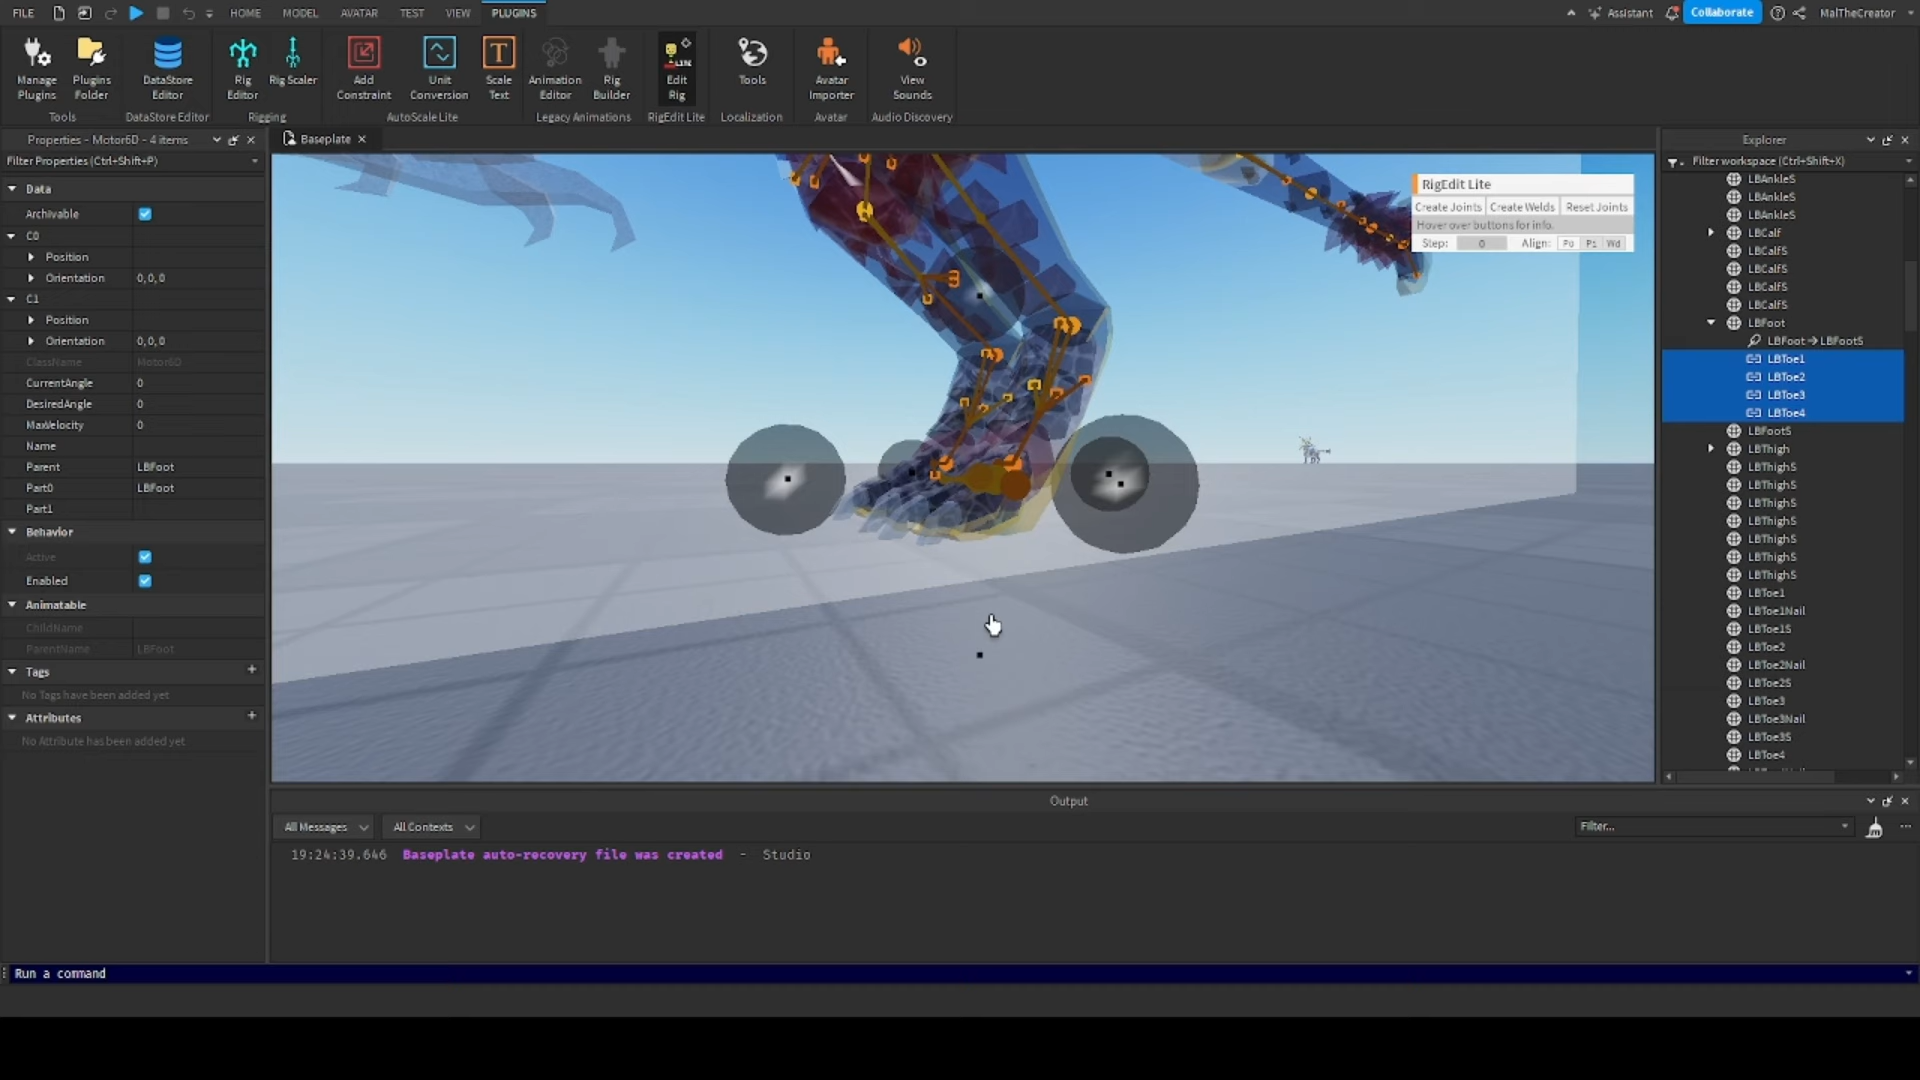 FILE HOME MODEL AVATAR TEST VIEW PLUGINS Assistant Collaborate MalTheCreator
Manage Plugins
Plugins Folder
DataStore Editor
Rig Editor
Rig Scaler
Add Constraint
Unit Conversion
Scale Text
Animation Editor
Rig Builder
Edit Rig
Tools
Avatar Importer
View Sounds
Tools DataStore Editor Rigging AutoScale Lite Legacy Animations RigEdit Lite Localization Avatar Audio Discovery
Properties - Motor6D - 4 items
Filter Properties (Ctrl+Shift+P)
Data
Archivable
C0
Position
Orientation 0,0,0
C1
Position
Orientation 0,0,0
ClassName Motor6D
CurrentAngle 0
DesiredAngle 0
MaxVelocity 0
Name
Parent LBFoot
Part0 LBFoot
Part1
Behavior
Active
Enabled
Animatable
ChildName
ParentName LBFoot
Tags
No Tags have been added yet
Attributes
No Attribute has been added yet
Baseplate
RigEdit Lite
Create Joints Create Welds Reset Joints
Hover over buttons for info.
Step: 0 Align: Po P1 Wd
Explorer
Filter workspace (Ctrl+Shift+X)
LBAnkleS
LBAnkleS
LBAnkleS
LBCalf
LBCalfS
LBCalfS
LBCalfS
LBCalfS
LBFoot
LBFoot → LBFootS
LBToe1
LBToe2
LBToe3
LBToe4
LBFootS
LBThigh
LBThighS
LBThighS
LBThighS
LBThighS
LBThighS
LBThighS
LBThighS
LBToe1
LBToe1Nail
LBToe1S
LBToe2
LBToe2Nail
LBToe2S
LBToe3
LBToe3Nail
LBToe3S
LBToe4
Output
All Messages All Contexts Filter...
19:24:39.646 Baseplate auto-recovery file was created - Studio
Run a command